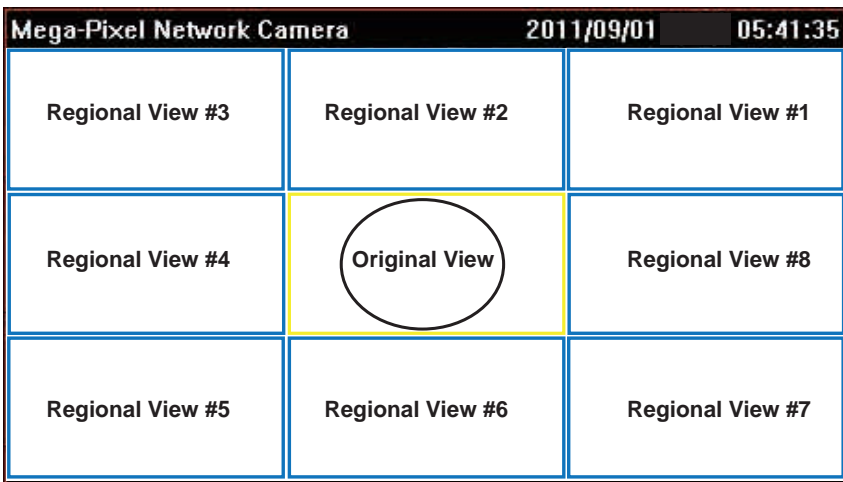 Mega-Pixel Network Camera 2011/09/01 05:41:35
Regional View #3 Regional View #2 Regional View #1
Regional View #4 Original View Regional View #8
Regional View #5 Regional View #6 Regional View #7